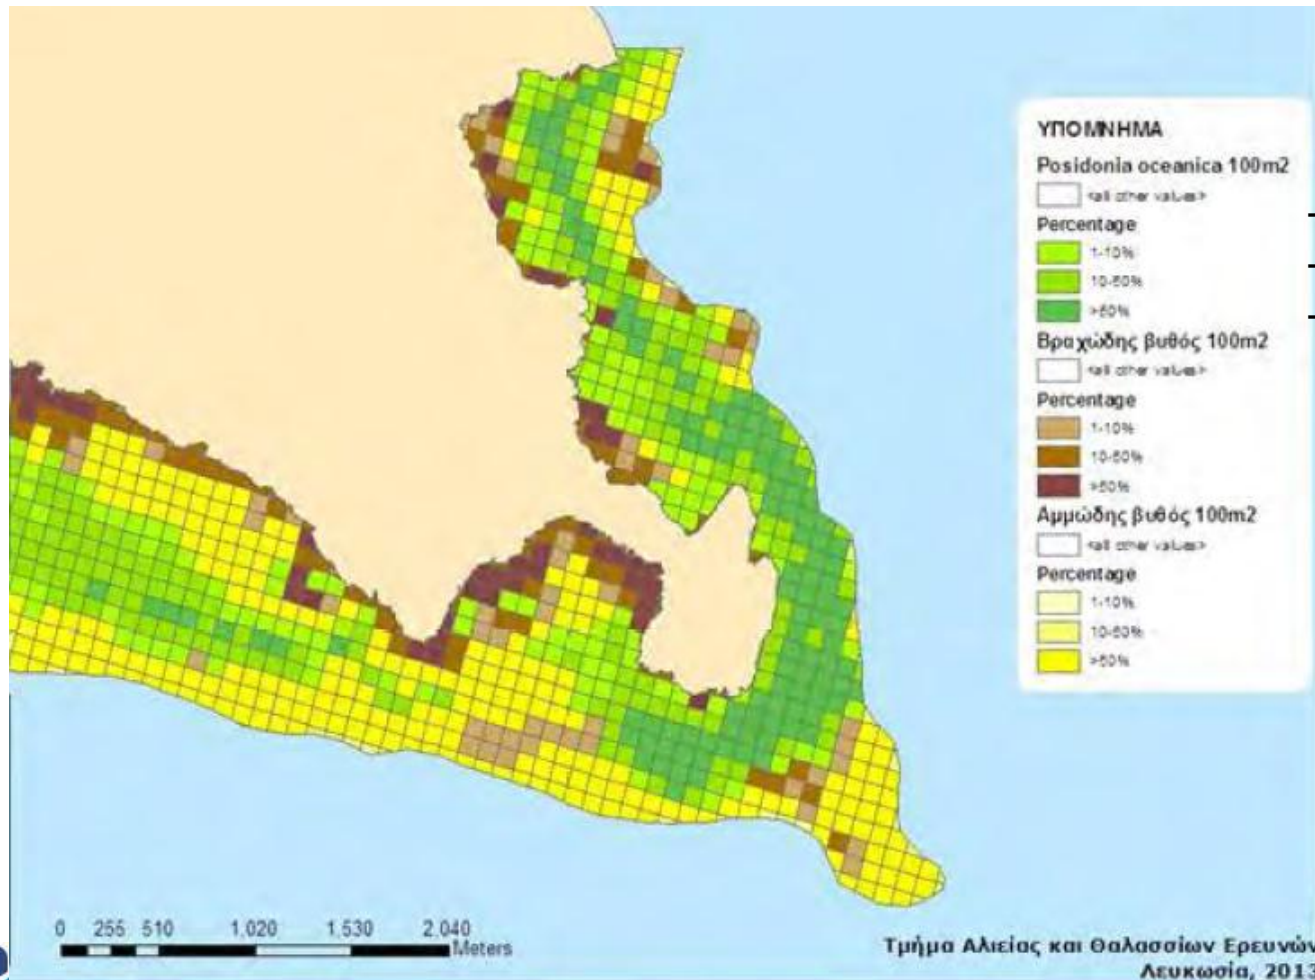 ΥΠΟΜΝΗΜΑ
Posidonia oceanica 100m2
<all other values>
Percentage
1-10%
10-50%
>50%
Βραχώδης βυθός 100m2
<all other values>
Percentage
1-10%
10-50%
>50%
Αμμώδης βυθός 100m2
<all other values>
Percentage
1-10%
10-50%
>50%
0 255 510 1,020 1,530 2,040
Meters
Τμήμα Αλιείας και Θαλασσίων Ερευνών
Λευκωσία,